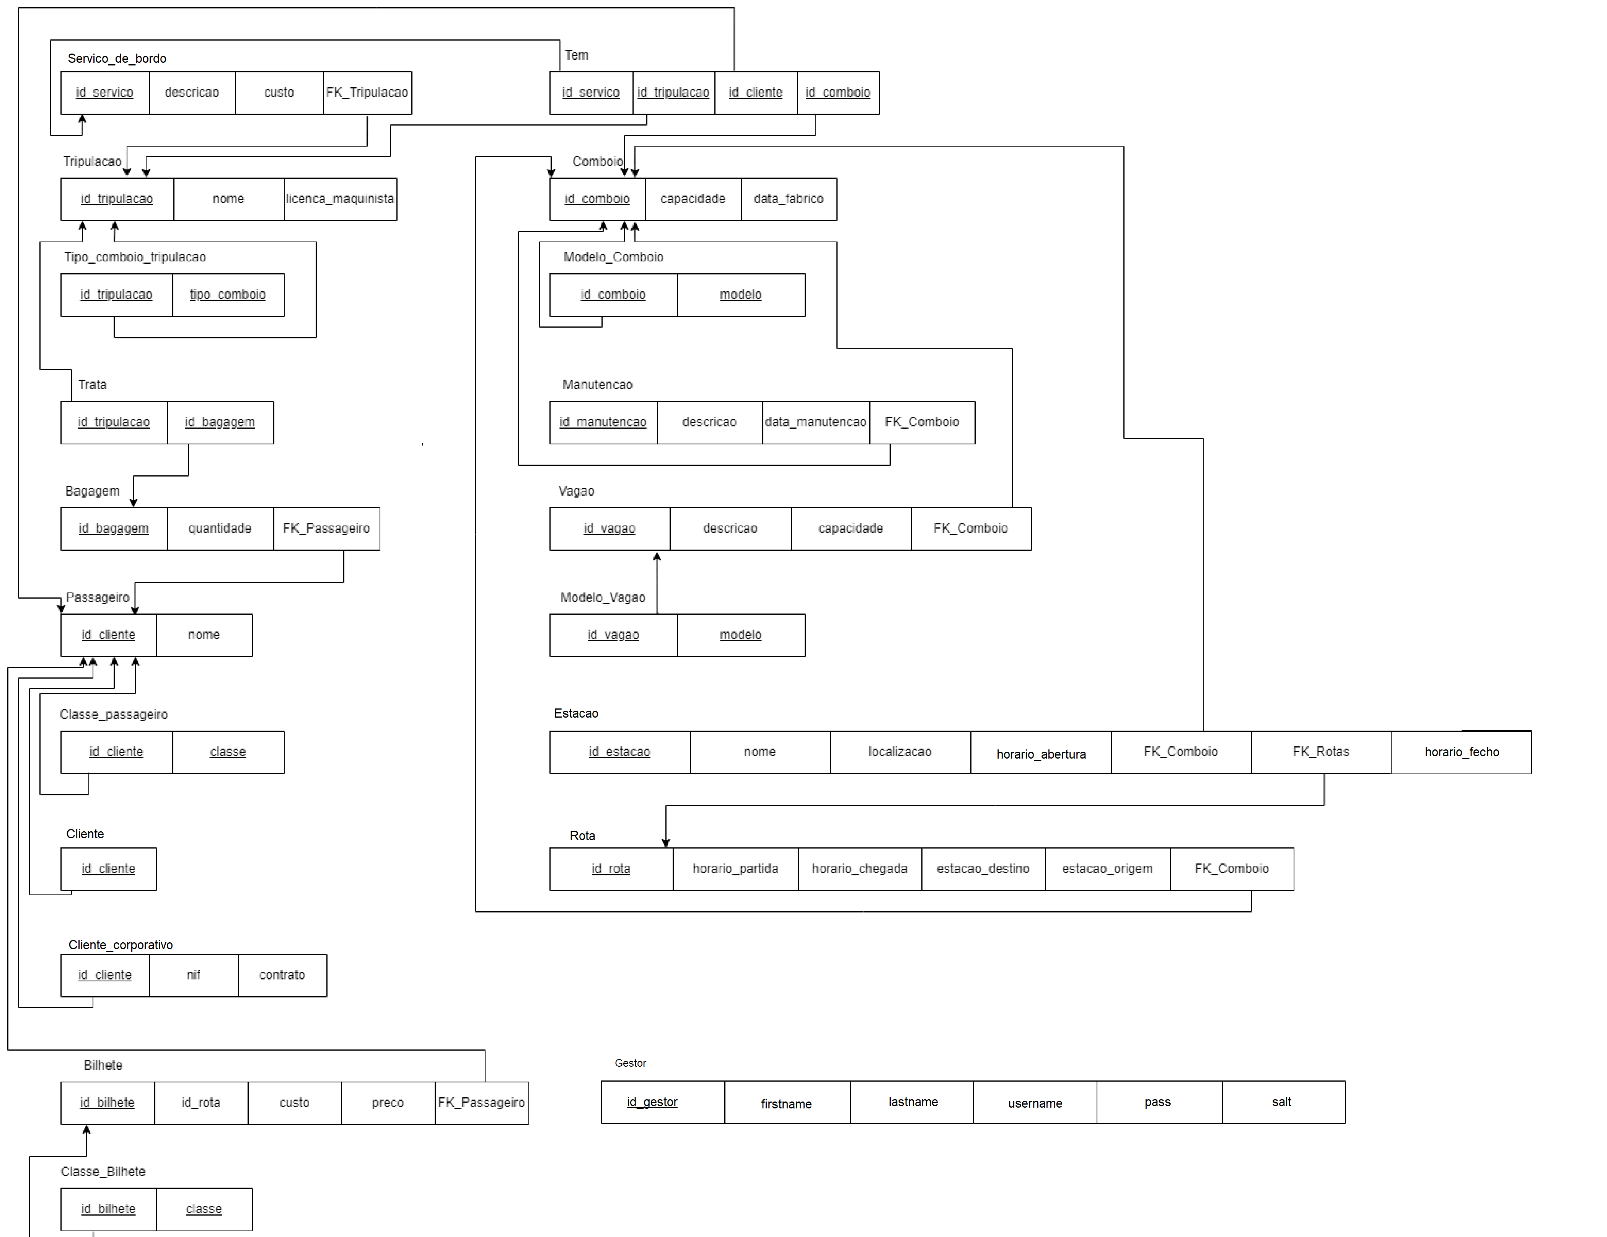 Servico_de_bordo
id_servico descricao custo FK_Tripulacao
Tem
id_servico id_tripulacao id_cliente id_comboio
Tripulacao
id_tripulacao nome licenca_maquinista
Comboio
id_comboio capacidade data_fabrico
Tipo_comboio_tripulacao
id_tripulacao tipo_comboio
Modelo_Comboio
id_comboio modelo
Trata
id_tripulacao id_bagagem
Manutencao
id_manutencao descricao data_manutencao FK_Comboio
Bagagem
id_bagagem quantidade FK_Passageiro
Vagao
id_vagao descricao capacidade FK_Comboio
Passageiro
id_cliente nome
Modelo_Vagao
id_vagao modelo
Classe_passageiro
id_cliente classe
Estacao
id_estacao nome localizacao horario_abertura FK_Comboio FK_Rotas horario_fecho
Cliente
id_cliente
Rota
id_rota horario_partida horario_chegada estacao_destino estacao_origem FK_Comboio
Cliente_corporativo
id_cliente nif contrato
Bilhete
id_bilhete id_rota custo preco FK_Passageiro
Gestor
id_gestor firstname lastname username pass salt
Classe_Bilhete
id_bilhete classe